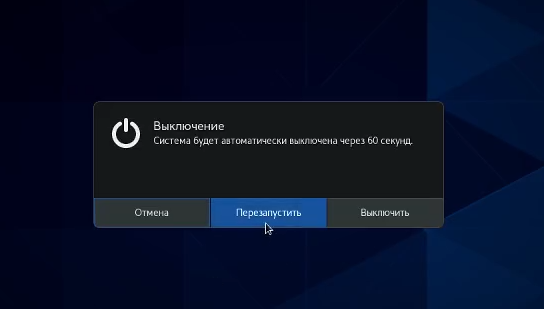 Выключение
Система будет автоматически выключена через 60 секунд.
Отмена
Перезапустить
Выключить